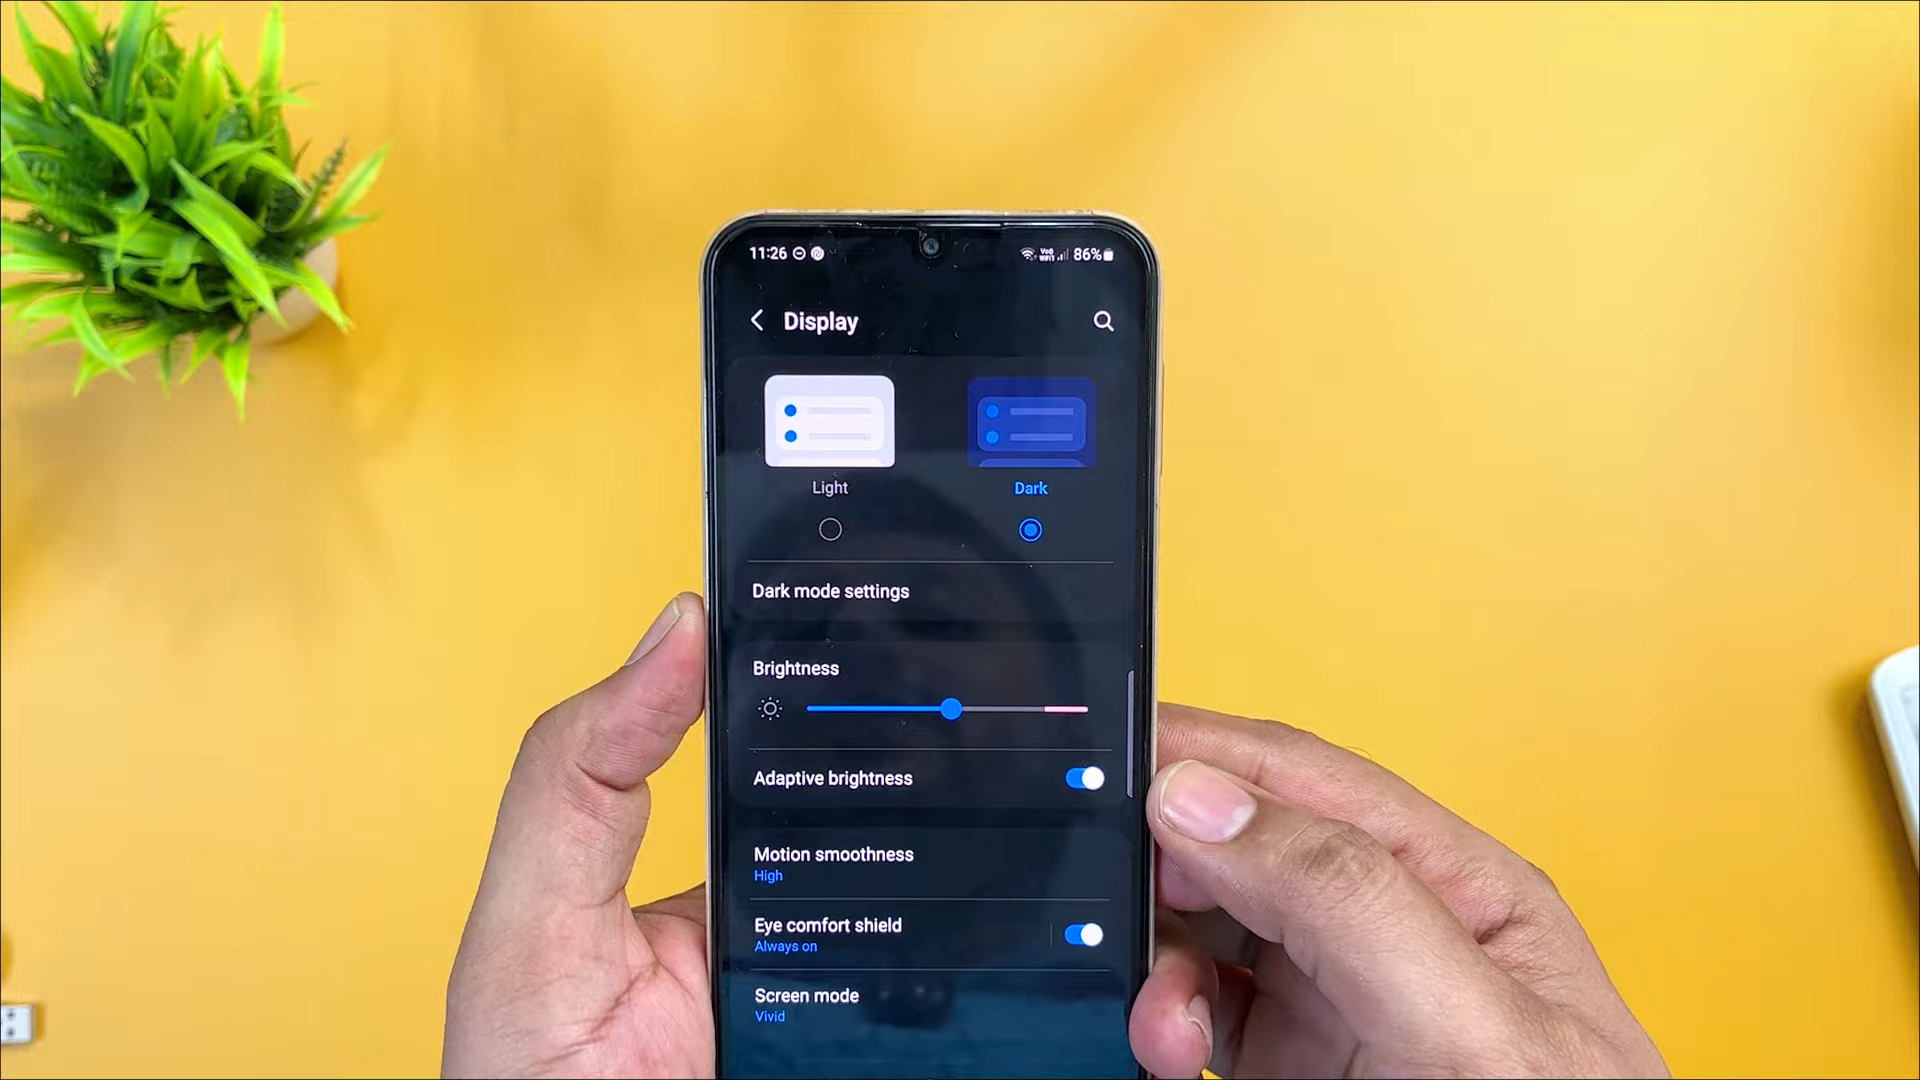 11:26 86%
Display
Light Dark
Dark mode settings
Brightness
Adaptive brightness
Motion smoothness
High
Eye comfort shield
Always on
Screen mode
Vivid